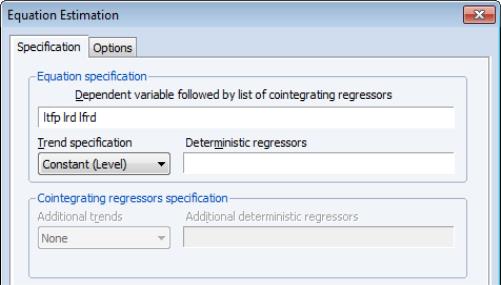 Equation Estimation
Specification Options
Equation specification
Dependent variable followed by list of cointegrating regressors
ltfp lrd lfrd
Trend specification Deterministic regressors
Constant (Level)
Cointegrating regressors specification
Additional trends Additional deterministic regressors
None